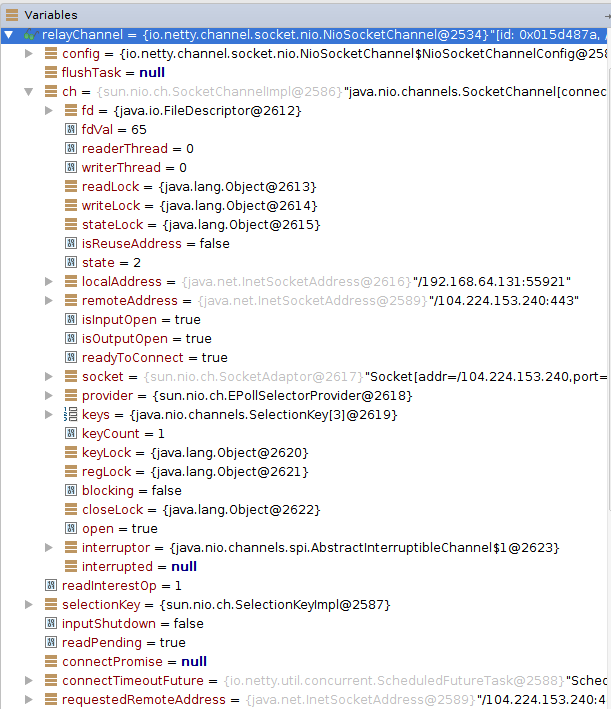 Variables
relayChannel = {io.netty.channel.socket.nio.NioSocketChannel@2534}"[id: 0x015d487a, /
config = {io.netty.channel.socket.nio.NioSocketChannel$NioSocketChannelConfig@258
flushTask = null
ch = {sun.nio.ch.SocketChannelImpl@2586}"java.nio.channels.SocketChannel[connec
fd = {java.io.FileDescriptor@2612}
fdVal = 65
readerThread = 0
writerThread = 0
readLock = {java.lang.Object@2613}
writeLock = {java.lang.Object@2614}
stateLock = {java.lang.Object@2615}
isReuseAddress = false
state = 2
localAddress = {java.net.InetSocketAddress@2616}"/192.168.64.131:55921"
remoteAddress = {java.net.InetSocketAddress@2589}"/104.224.153.240:443"
isInputOpen = true
isOutputOpen = true
readyToConnect = true
socket = {sun.nio.ch.SocketAdaptor@2617}"Socket[addr=/104.224.153.240,port=
provider = {sun.nio.ch.EPollSelectorProvider@2618}
keys = {java.nio.channels.SelectionKey[3]@2619}
keyCount = 1
keyLock = {java.lang.Object@2620}
regLock = {java.lang.Object@2621}
blocking = false
closeLock = {java.lang.Object@2622}
open = true
interruptor = {java.nio.channels.spi.AbstractInterruptibleChannel$1@2623}
interrupted = null
readInterestOp = 1
selectionKey = {sun.nio.ch.SelectionKeyImpl@2587}
inputShutdown = false
readPending = true
connectPromise = null
connectTimeoutFuture = {io.netty.util.concurrent.ScheduledFutureTask@2588}"Sched
requestedRemoteAddress = {java.net.InetSocketAddress@2589}"/104.224.153.240:4